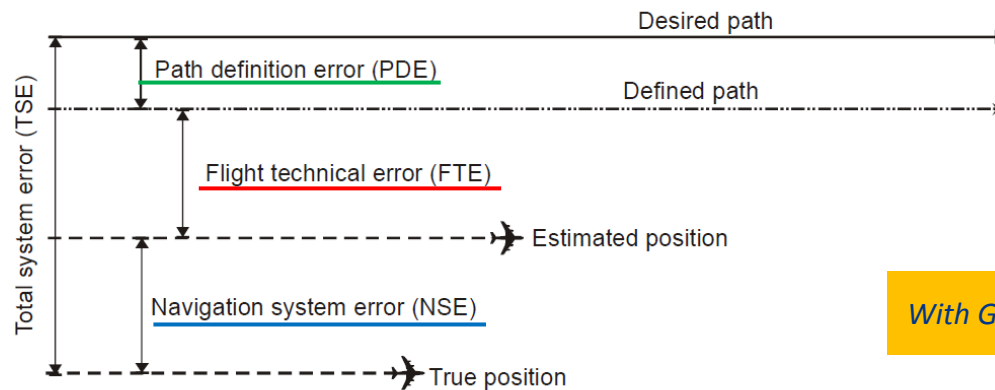 Desired path
Path definition error (PDE)
Defined path
Total system error (TSE)
Flight technical error (FTE)
Estimated position
Navigation system error (NSE)
With G
True position